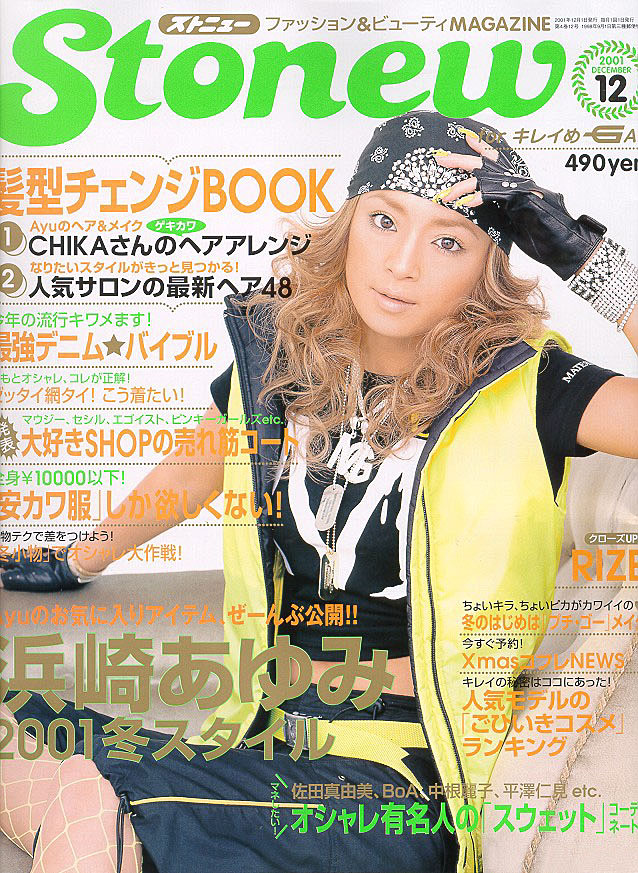 ストニュー ファッション&ビューティMAGAZINE
Stonew
2001 DECEMBER
12
for キレイめ GA
490yen
髪型チェンジBOOK
Ayuのヘア&メイク ゲキカワ
1 CHIKAさんのヘアアレンジ
なりたいスタイルがきっと見つかる!
2 人気サロンの最新ヘア48
今年の流行キワメます!
最強デニム★バイブル
もとオシャレ、コレが正解!
ッタイ網タイ! こう着たい!
マウジー、セシル、エゴイスト、ピンキーガールズetc.
発表 大好きSHOPの売れ筋コート
全身¥10000以下!
「安カワ服」しか欲しくない!
物テクで差をつけよう!
冬小物」でオシャレ大作戦!
MATE
クローズUP
RIZE
ちょいキラ、ちょいピカがカワイイの
冬のはじめは「プチ・ゴー」メイ
今すぐ予約!
XmasコフレNEWS
キレイの秘密はココにあった!
人気モデルの
「ごひいきコスメ」
ランキング
Ayuのお気に入りアイテム、ぜーんぶ公開!!
浜崎あゆみ
2001冬スタイル
マネしたい!
佐田真由美、BoA、中根麗子、平澤仁見 etc.
オシャレ有名人の「スウェット」コーデ
ネート